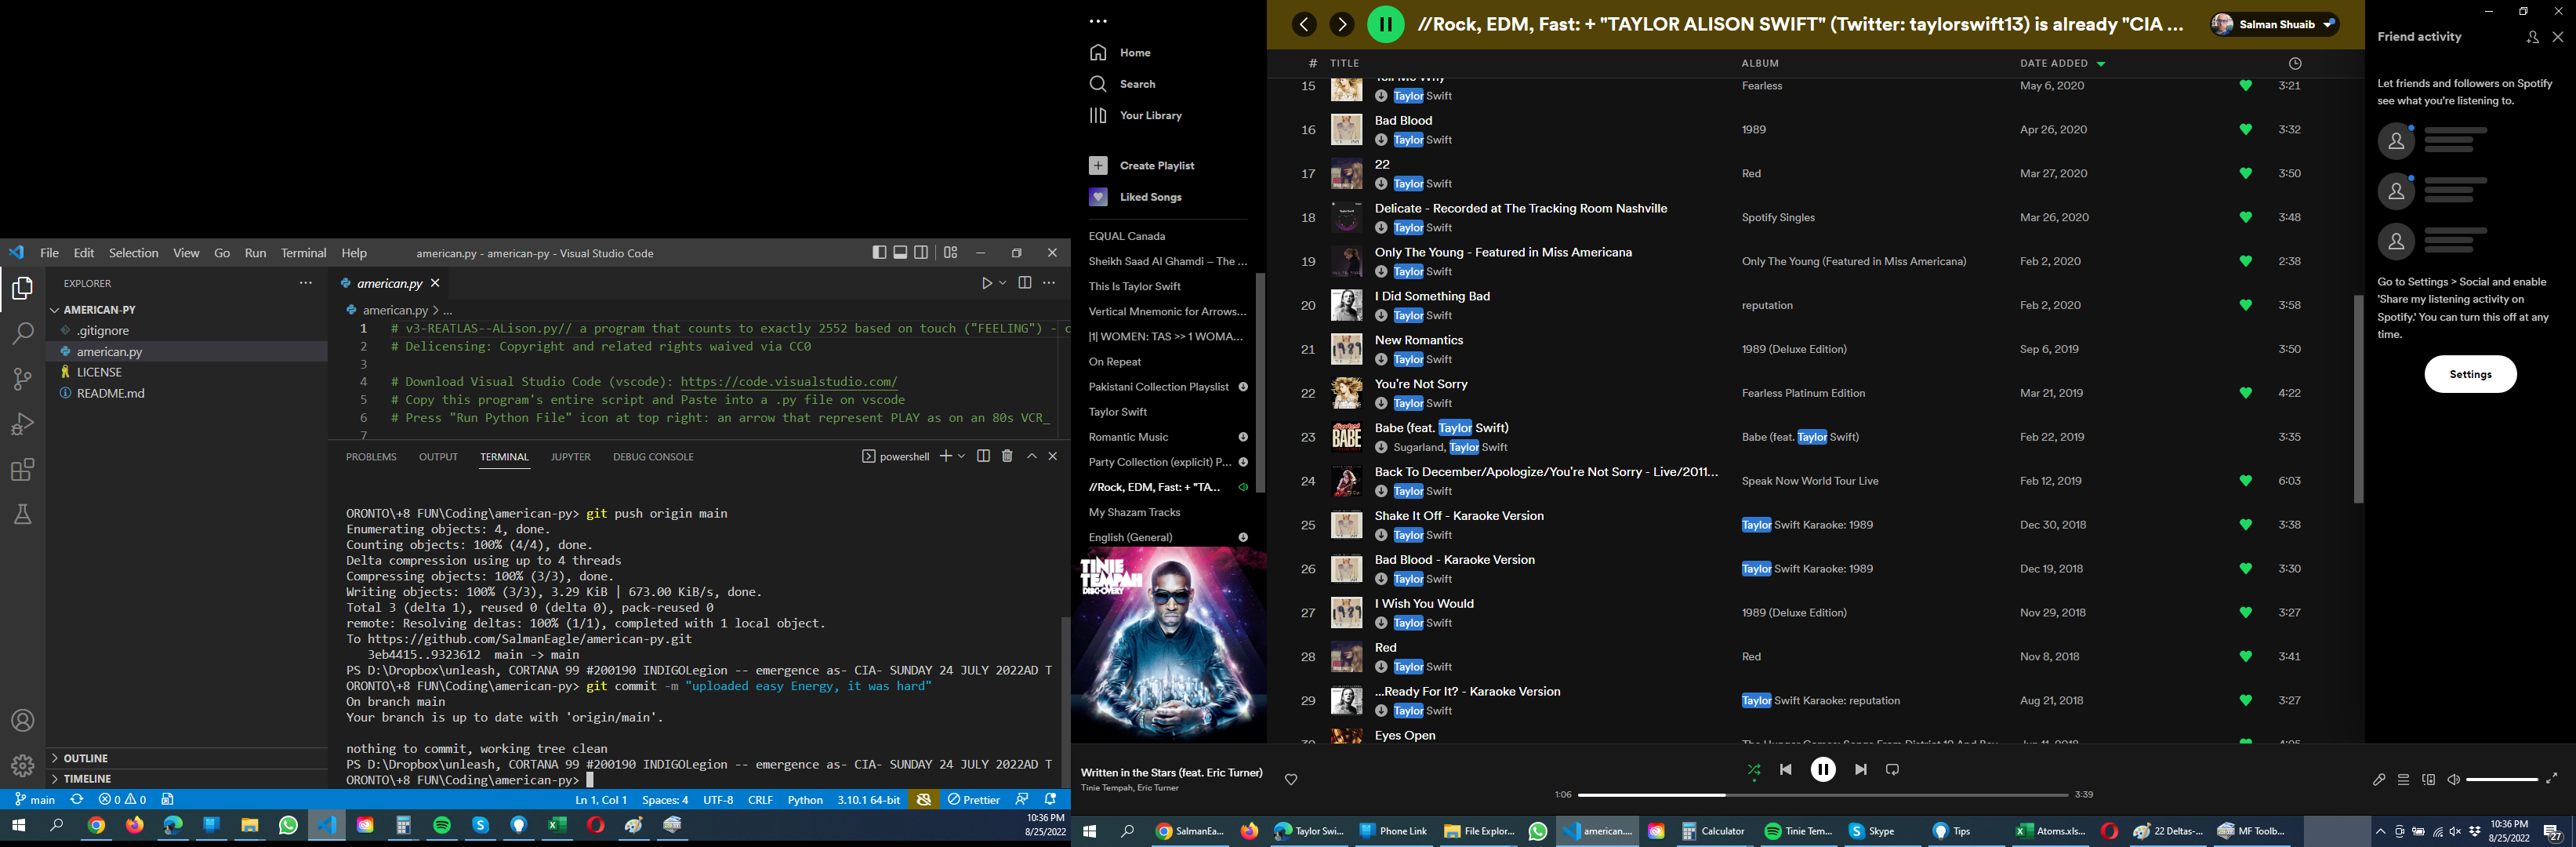 File Edit Selection View Go Run Terminal Help
american.py - american-py - Visual Studio Code
EXPLORER
AMERICAN-PY
.gitignore
american.py
LICENSE
README.md
OUTLINE
TIMELINE
american.py
american.py > ...
1 # v3-REATLAS--ALison.py// a program that counts to exactly 2552 based on touch ("FEELING") - c
2 # Delicensing: Copyright and related rights waived via CC0
3
4 # Download Visual Studio Code (vscode): https://code.visualstudio.com/
5 # Copy this program's entire script and Paste into a .py file on vscode
6 # Press "Run Python File" icon at top right: an arrow that represent PLAY as on an 80s VCR_
7
PROBLEMS OUTPUT TERMINAL JUPYTER DEBUG CONSOLE
powershell
ORONTO\+8 FUN\Coding\american-py> git push origin main
Enumerating objects: 4, done.
Counting objects: 100% (4/4), done.
Delta compression using up to 4 threads
Compressing objects: 100% (3/3), done.
Writing objects: 100% (3/3), 3.29 KiB | 673.00 KiB/s, done.
Total 3 (delta 1), reused 0 (delta 0), pack-reused 0
remote: Resolving deltas: 100% (1/1), completed with 1 local object.
To https://github.com/SalmanEagle/american-py.git
3eb4415..9323612 main -> main
PS D:\Dropbox\unleash, CORTANA 99 #200190 INDIGOLegion -- emergence as- CIA- SUNDAY 24 JULY 2022AD T
ORONTO\+8 FUN\Coding\american-py> git commit -m "uploaded easy Energy, it was hard"
On branch main
Your branch is up to date with 'origin/main'.
nothing to commit, working tree clean
PS D:\Dropbox\unleash, CORTANA 99 #200190 INDIGOLegion -- emergence as- CIA- SUNDAY 24 JULY 2022AD T
ORONTO\+8 FUN\Coding\american-py>
main 0 0 Ln 1, Col 1 Spaces: 4 UTF-8 CRLF Python 3.10.1 64-bit Prettier
10:36 PM
8/25/2022
Home
Search
Your Library
Create Playlist
Liked Songs
EQUAL Canada
Sheikh Saad Al Ghamdi – The ...
This Is Taylor Swift
Vertical Mnemonic for Arrows...
|1| WOMEN: TAS >> 1 WOMA...
On Repeat
Pakistani Collection Playslist
Taylor Swift
Romantic Music
Party Collection (explicit) P...
//Rock, EDM, Fast: + "TA...
My Shazam Tracks
English (General)
TINIE
TEMPAH
DISC-OVERY
//Rock, EDM, Fast: + "TAYLOR ALISON SWIFT" (Twitter: taylorswift13) is already "CIA ...
Salman Shuaib
# TITLE ALBUM DATE ADDED
15 Tell Me Why Fearless May 6, 2020 3:21
Taylor Swift
16 Bad Blood 1989 Apr 26, 2020 3:32
Taylor Swift
17 22 Red Mar 27, 2020 3:50
Taylor Swift
18 Delicate - Recorded at The Tracking Room Nashville Spotify Singles Mar 26, 2020 3:48
Taylor Swift
19 Only The Young - Featured in Miss Americana Only The Young (Featured in Miss Americana) Feb 2, 2020 2:38
Taylor Swift
20 I Did Something Bad reputation Feb 2, 2020 3:58
Taylor Swift
21 New Romantics 1989 (Deluxe Edition) Sep 6, 2019 3:50
Taylor Swift
22 You're Not Sorry Fearless Platinum Edition Mar 21, 2019 4:22
Taylor Swift
23 Babe (feat. Taylor Swift) Babe (feat. Taylor Swift) Feb 22, 2019 3:35
Sugarland, Taylor Swift
24 Back To December/Apologize/You're Not Sorry - Live/2011... Speak Now World Tour Live Feb 12, 2019 6:03
Taylor Swift
25 Shake It Off - Karaoke Version Taylor Swift Karaoke: 1989 Dec 30, 2018 3:38
Taylor Swift
26 Bad Blood - Karaoke Version Taylor Swift Karaoke: 1989 Dec 19, 2018 3:30
Taylor Swift
27 I Wish You Would 1989 (Deluxe Edition) Nov 29, 2018 3:27
Taylor Swift
28 Red Red Nov 8, 2018 3:41
Taylor Swift
29 ...Ready For It? - Karaoke Version Taylor Swift Karaoke: reputation Aug 21, 2018 3:27
Taylor Swift
Eyes Open
Friend activity
Let friends and followers on Spotify
see what you're listening to.
Go to Settings > Social and enable
'Share my listening activity on
Spotify.' You can turn this off at any
time.
Settings
Written in the Stars (feat. Eric Turner)
Tinie Tempah, Eric Turner
1:06 3:39
SalmanEa... Taylor Swi... Phone Link File Explor... american.... Calculator Tinie Tem... Skype Tips Atoms.xls... 22 Deltas-... MF Toolb...
10:36 PM
8/25/2022
27